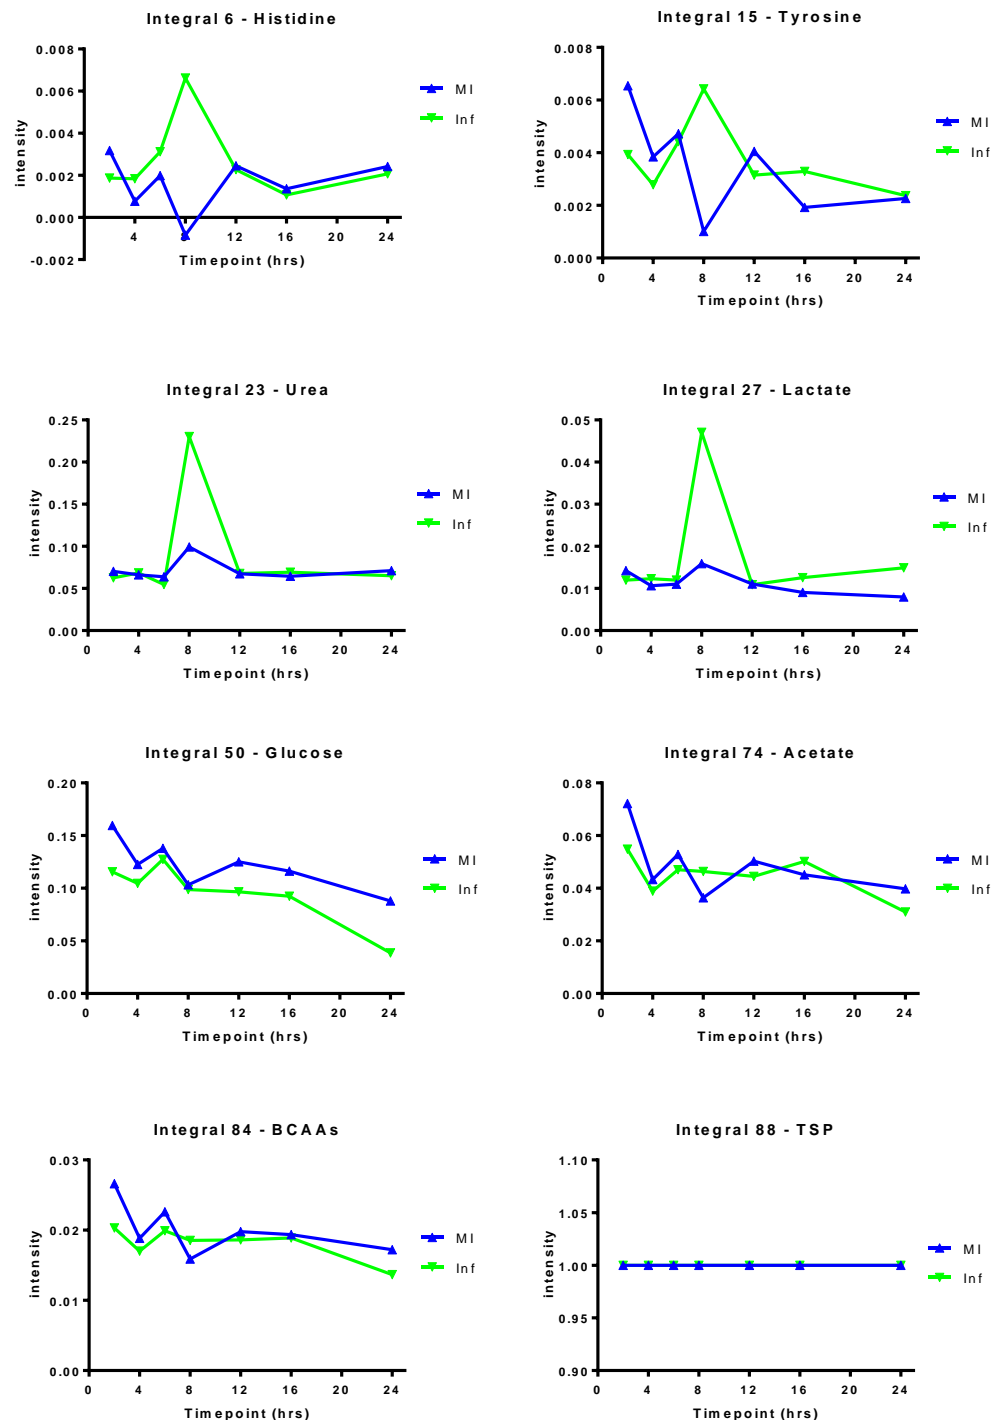 Integral 6 - Histidine
0.008
0.006
0.004
0.002
0.000
-0.002
intensity
4
8
12
16
20
24
Timepoint (hrs)
MI
Inf
Integral 15 - Tyrosine
0.008
0.006
0.004
0.002
0.000
intensity
0
4
8
12
16
20
24
Timepoint (hrs)
MI
Inf
Integral 23 - Urea
0.25
0.20
0.15
0.10
0.05
0.00
intensity
0
4
8
12
16
20
24
Timepoint (hrs)
MI
Inf
Integral 27 - Lactate
0.05
0.04
0.03
0.02
0.01
0.00
intensity
0
4
8
12
16
20
24
Timepoint (hrs)
MI
Inf
Integral 50 - Glucose
0.20
0.15
0.10
0.05
0.00
intensity
0
4
8
12
16
20
24
Timepoint (hrs)
MI
Inf
Integral 74 - Acetate
0.08
0.06
0.04
0.02
0.00
intensity
0
4
8
12
16
20
24
Timepoint (hrs)
MI
Inf
Integral 84 - BCAAs
0.03
0.02
0.01
0.00
intensity
0
4
8
12
16
20
24
Timepoint (hrs)
MI
Inf
Integral 88 - TSP
1.10
1.05
1.00
0.95
0.90
intensity
0
4
8
12
16
20
24
Timepoint (hrs)
MI
Inf